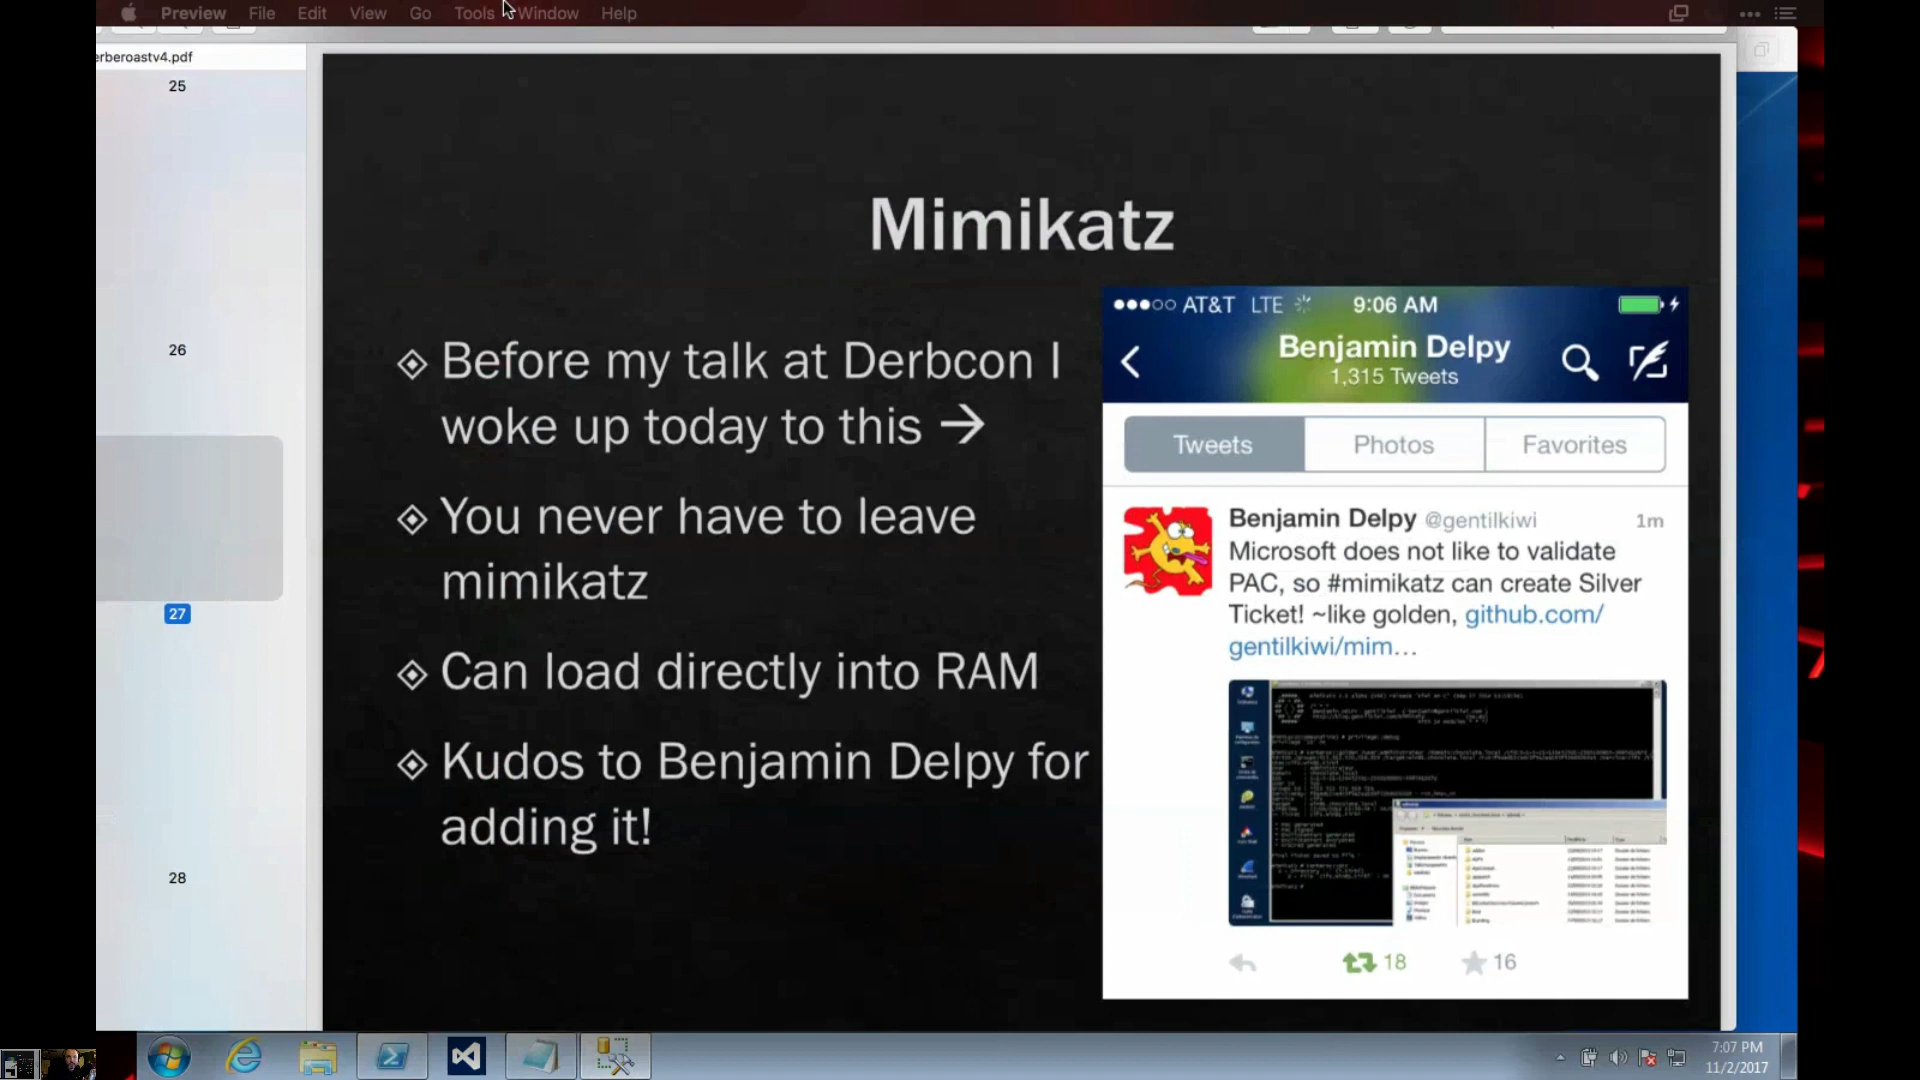 Preview File Edit View Go Tools Window Help
erberoastv4.pdf
25
26
27
28
Mimikatz
Before my talk at Derbcon I
woke up today to this →
You never have to leave
mimikatz
Can load directly into RAM
Kudos to Benjamin Delpy for
adding it!
AT&T LTE 9:06 AM
Benjamin Delpy
1,315 Tweets
Tweets Photos Favorites
Benjamin Delpy @gentilkiwi 1m
Microsoft does not like to validate
PAC, so #mimikatz can create Silver
Ticket! ~like golden, github.com/
gentilkiwi/mim…
18 16
7:07 PM
11/2/2017